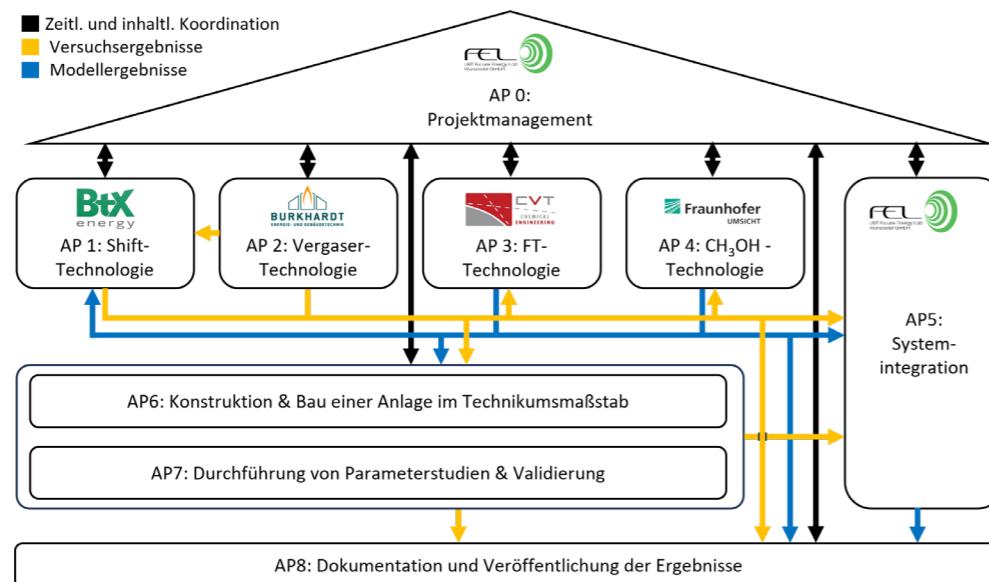 Zeitl. und inhaltl. Koordination
Versuchsergebnisse
Modellergebnisse
FEL
AP 0:
Projektmanagement
BtX
energy
AP 1: Shift-
Technologie
BURKHARDT
ENERGIE- UND GEBÄUDETECHNIK
AP 2: Vergaser-
Technologie
CVT
CHEMICAL
ENGINEERING
AP 3: FT-
Technologie
Fraunhofer
UMSICHT
AP 4: CH₃OH -
Technologie
FEL
AP5:
System-
integration
AP6: Konstruktion & Bau einer Anlage im Technikumsmaßstab
AP7: Durchführung von Parameterstudien & Validierung
AP8: Dokumentation und Veröffentlichung der Ergebnisse